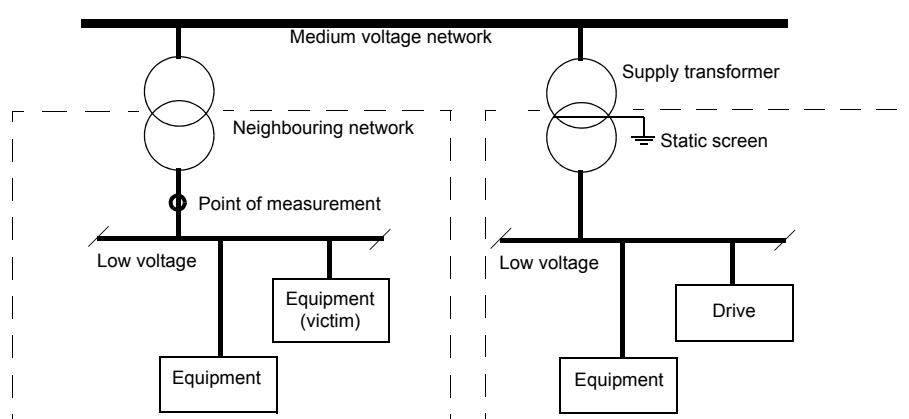 Medium voltage network
Supply transformer
Neighbouring network
Static screen
Point of measurement
Low voltage
Low voltage
Equipment
(victim)
Drive
Equipment
Equipment